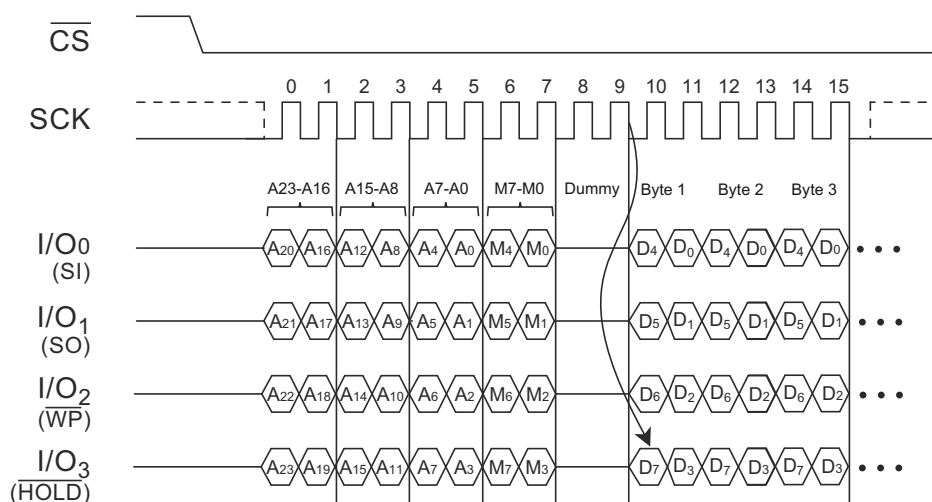 CS
0 1 2 3 4 5 6 7 8 9 10 11 12 13 14 15
SCK
A23-A16 A15-A8 A7-A0 M7-M0 Dummy Byte 1 Byte 2 Byte 3
I/O0 A20 A16 A12 A8 A4 A0 M4 M0 D4 D0 D4 D0 D4 D0 • • •
(SI)
I/O1 A21 A17 A13 A9 A5 A1 M5 M1 D5 D1 D5 D1 D5 D1 • • •
(SO)
I/O2 A22 A18 A14 A10 A6 A2 M6 M2 D6 D2 D6 D2 D6 D2 • • •
(WP)
I/O3 A23 A19 A15 A11 A7 A3 M7 M3 D7 D3 D7 D3 D7 D3 • • •
(HOLD)